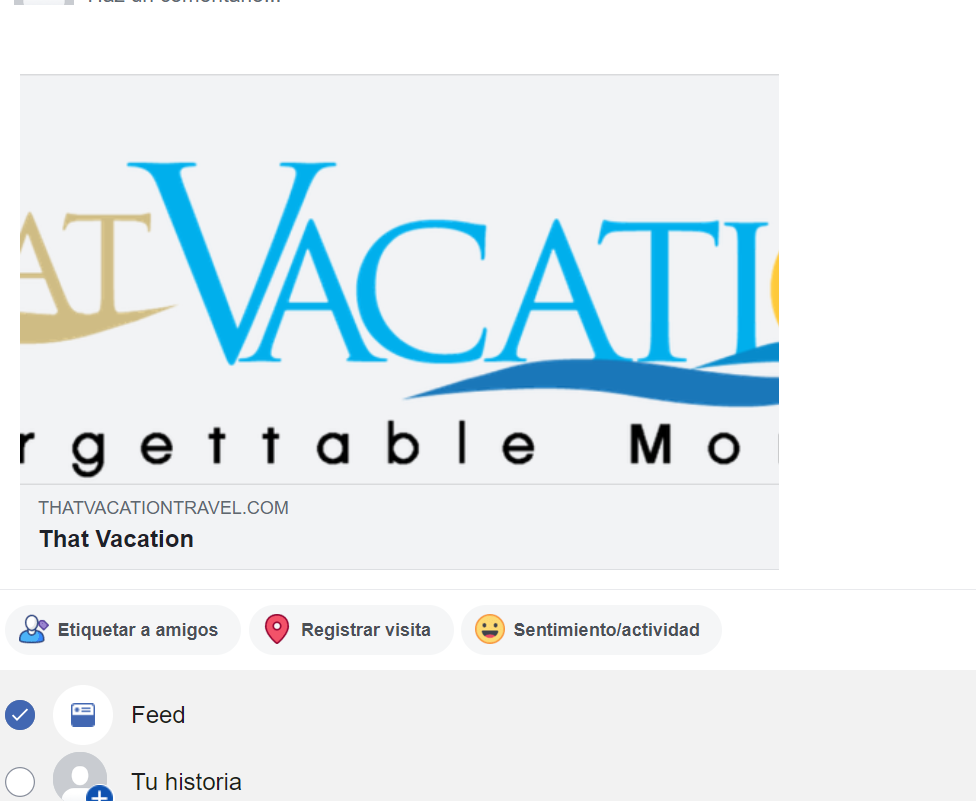 Haz un comentario...
AT VACATI
rgettable Mo
THATVACATIONTRAVEL.COM
That Vacation
Etiquetar a amigos
Registrar visita
Sentimiento/actividad
Feed
Tu historia